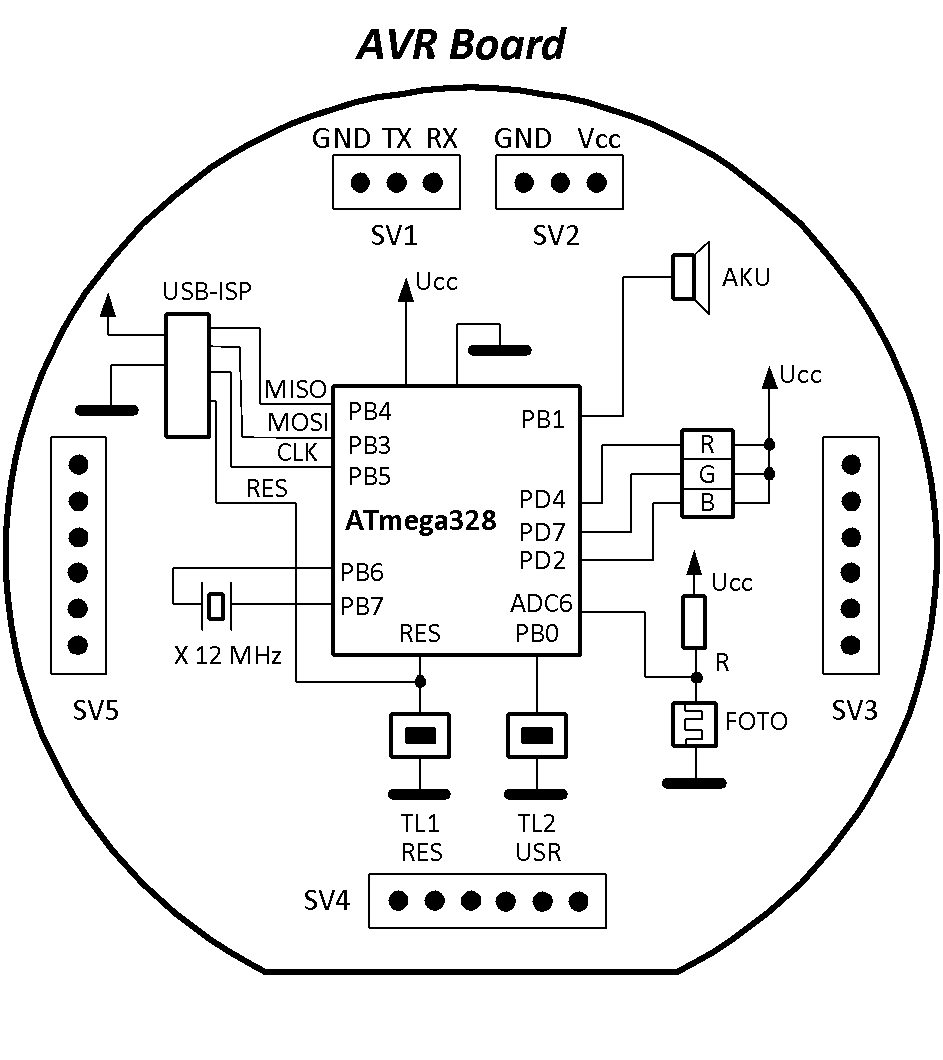 AVR Board
GND TX RX
GND Vcc
SV1
SV2
USB-ISP
Ucc
AKU
MISO
MOSI
CLK
RES
PB4
PB3
PB5
PB1
Ucc
R
G
B
PD4
PD7
PD2
ATmega328
PB6
PB7
ADC6
PB0
RES
Ucc
R
X 12 MHz
FOTO
SV5
SV3
TL1
RES
TL2
USR
SV4